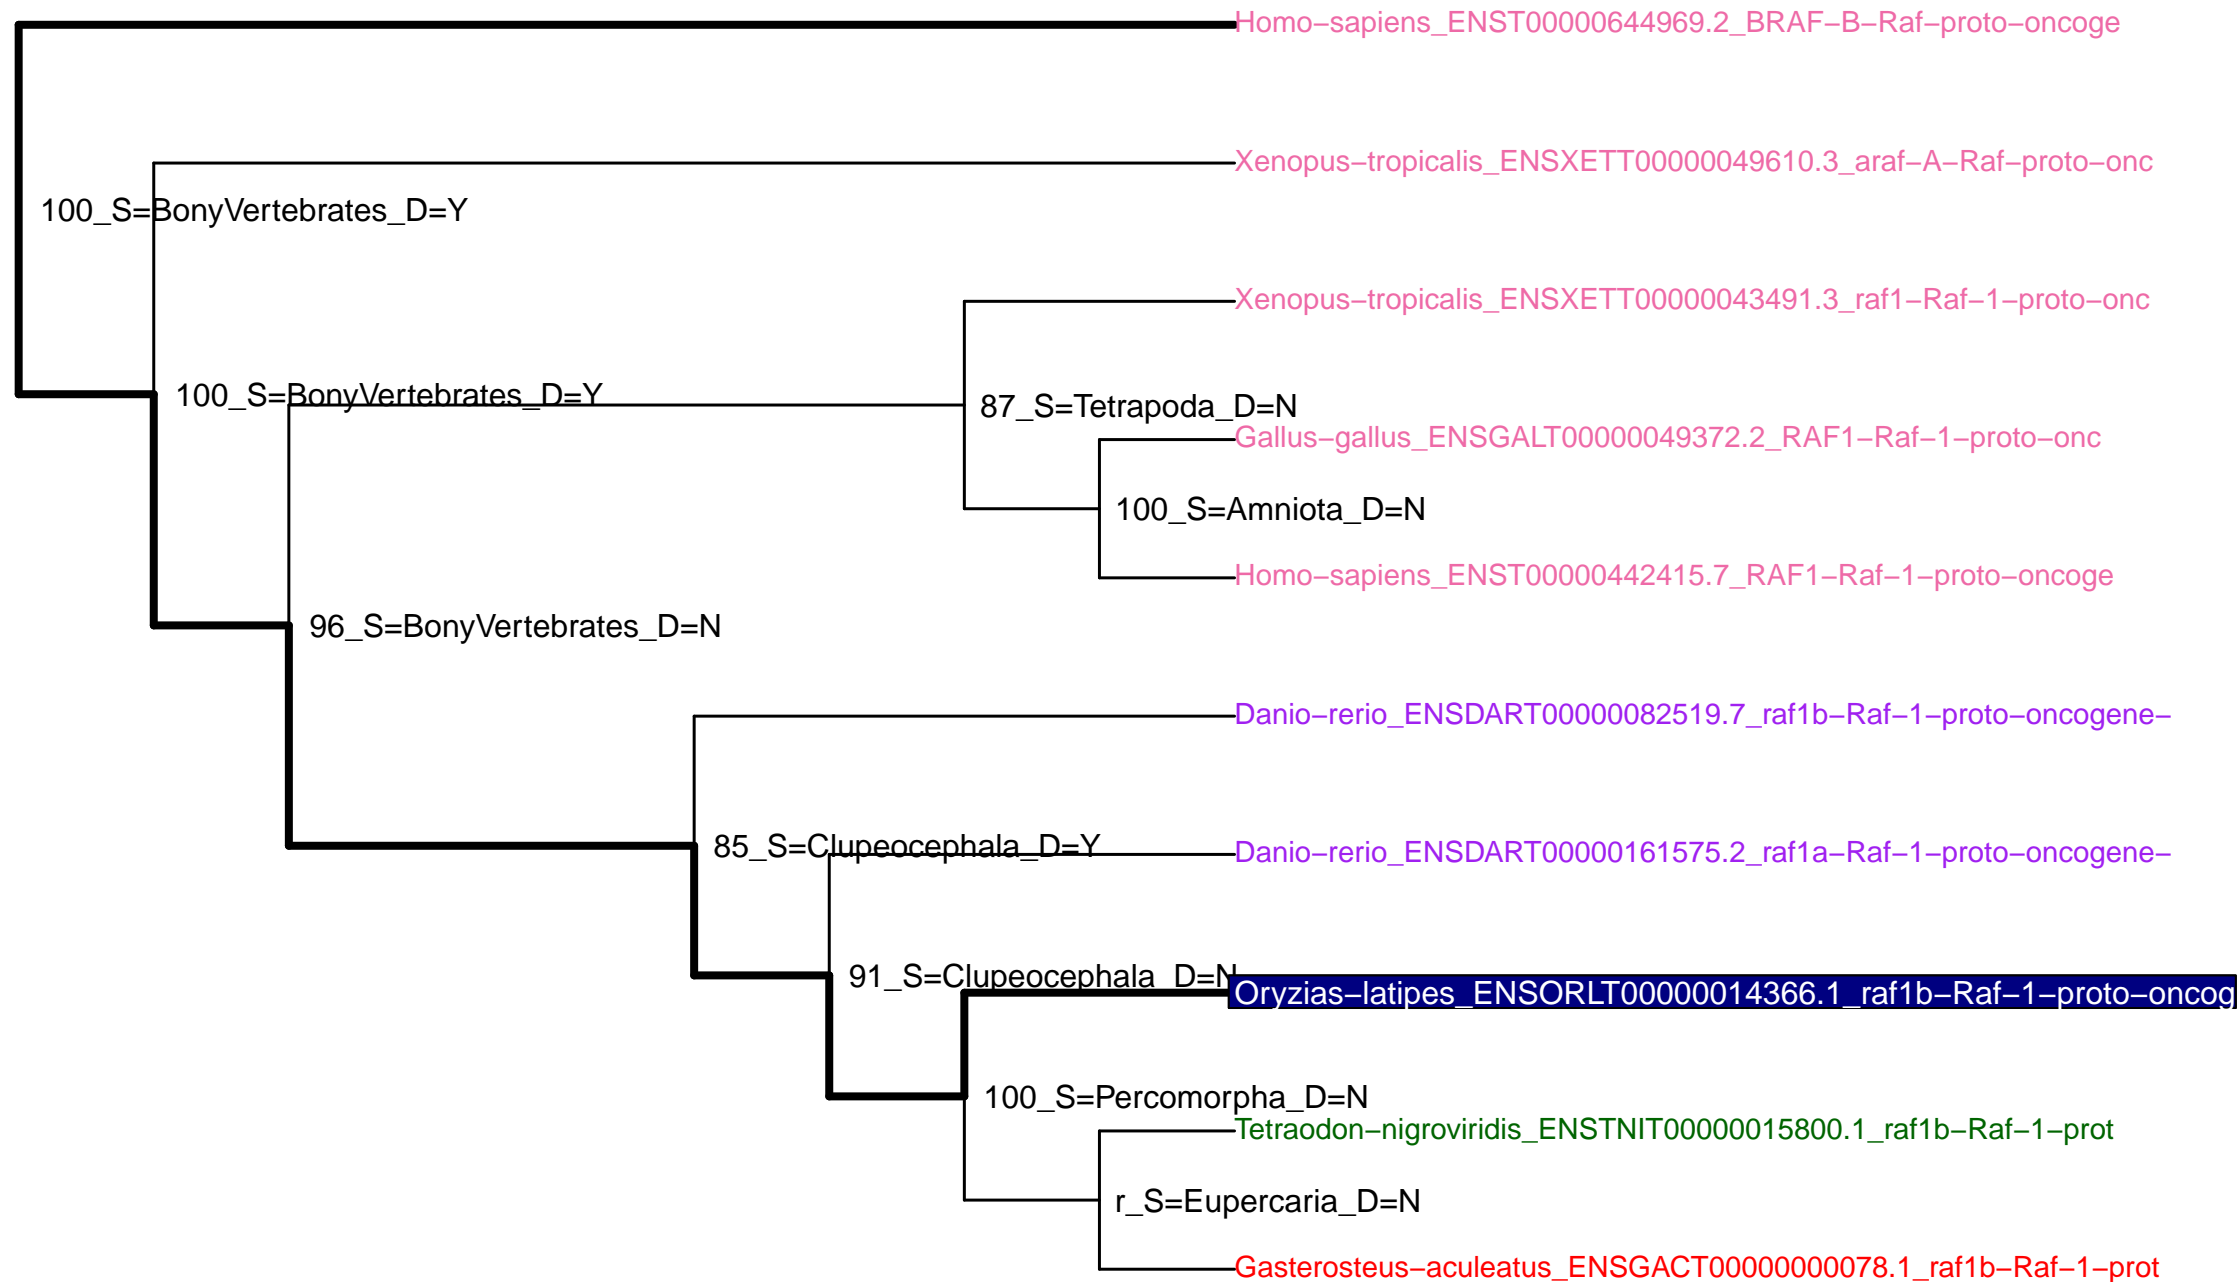 Homo−sapiens_ENST00000644969.2_BRAF−B−Raf−proto−oncoge
Xenopus−tropicalis_ENSXETT00000049610.3_araf−A−Raf−proto−onc
100_S=BonyVertebrates_D=Y
Xenopus−tropicalis_ENSXETT00000043491.3_raf1−Raf−1−proto−onc
100_S=BonyVertebrates_D=Y
87_S=Tetrapoda_D=N
Gallus−gallus_ENSGALT00000049372.2_RAF1−Raf−1−proto−onc
100_S=Amniota_D=N
Homo−sapiens_ENST00000442415.7_RAF1−Raf−1−proto−oncoge
96_S=BonyVertebrates_D=N
Danio−rerio_ENSDART00000082519.7_raf1b−Raf−1−proto−oncogene−
85_S=Clupeocephala_D=Y
Danio−rerio_ENSDART00000161575.2_raf1a−Raf−1−proto−oncogene−
91_S=Clupeocephala_D=N
Oryzias−latipes_ENSORLT00000014366.1_raf1b−Raf−1−proto−oncog
100_S=Percomorpha_D=N
Tetraodon−nigroviridis_ENSTNIT00000015800.1_raf1b−Raf−1−prot
r_S=Eupercaria_D=N
Gasterosteus−aculeatus_ENSGACT00000000078.1_raf1b−Raf−1−prot